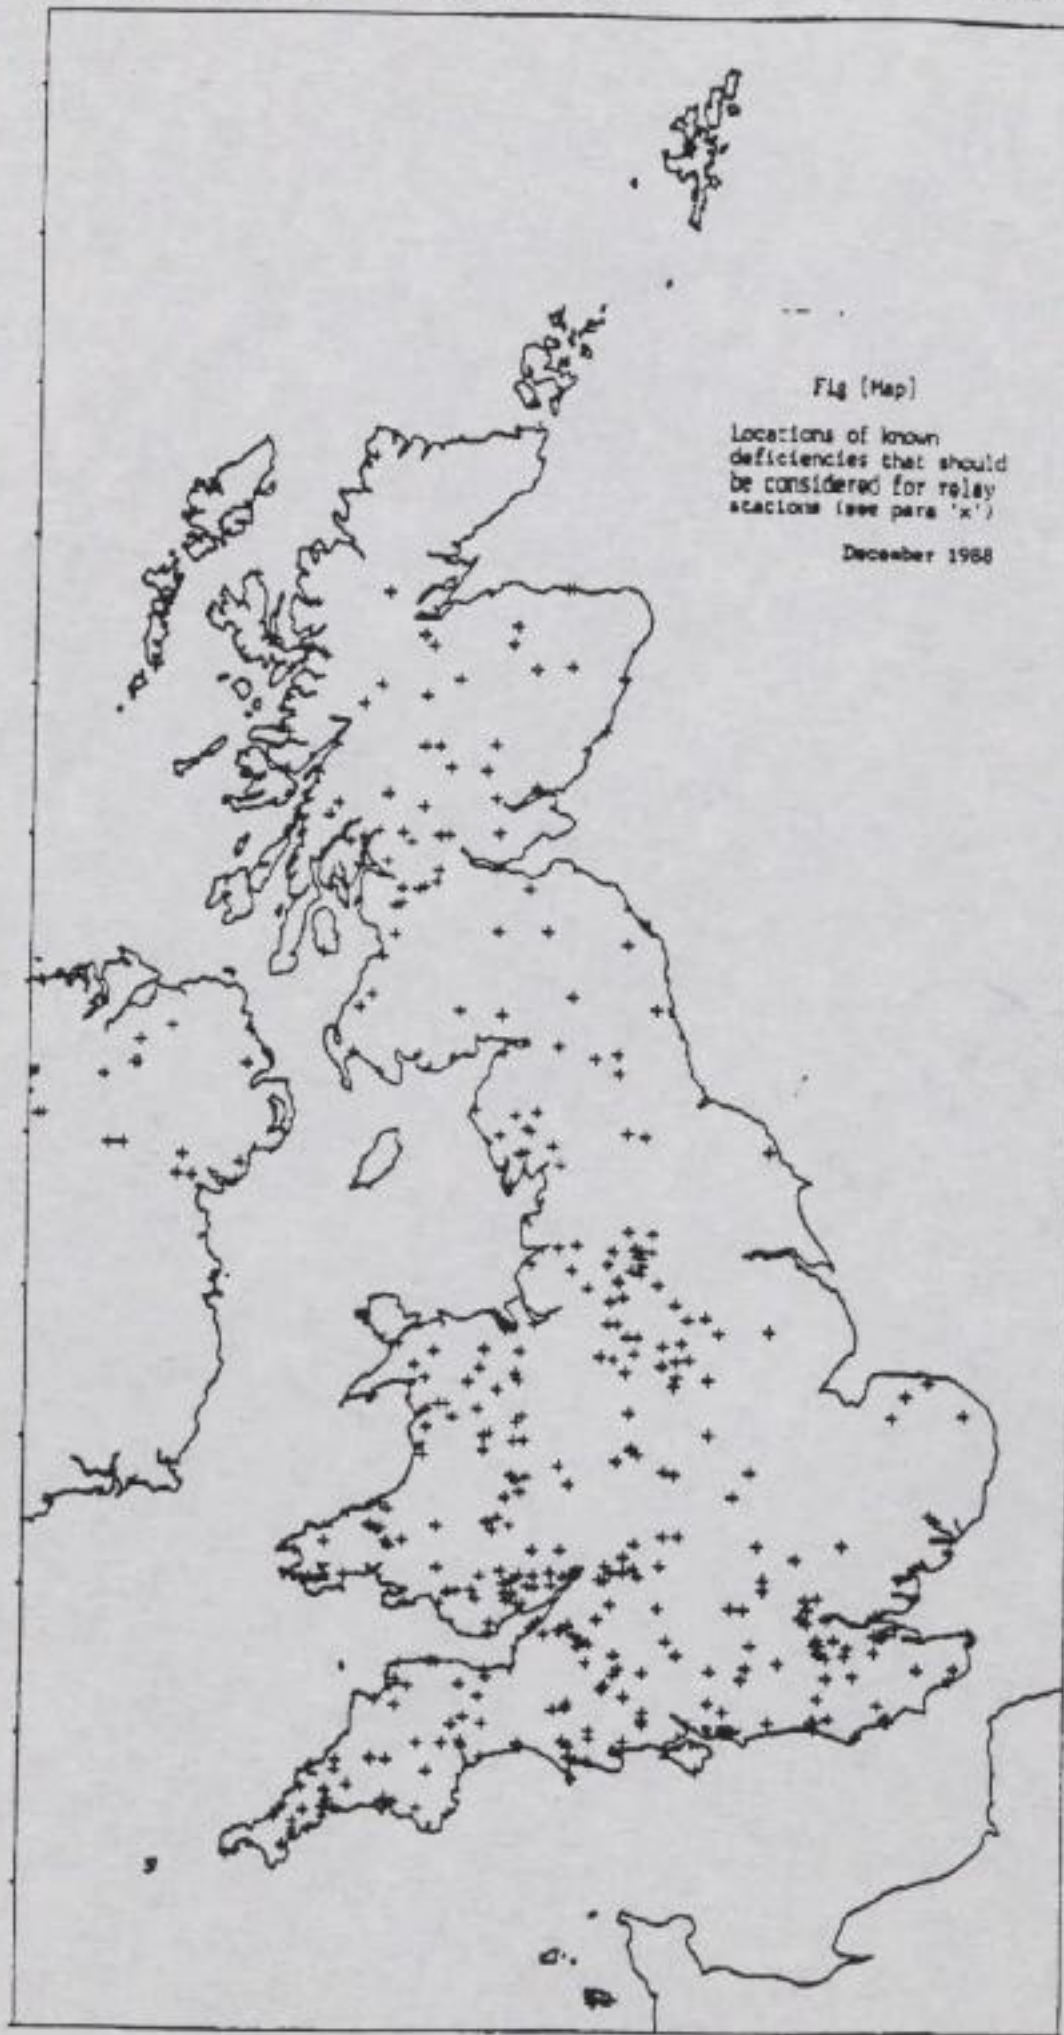 Fig [Map]
Locations of known
deficiencies that should
be considered for relay
stations (see para 'x')
December 1988